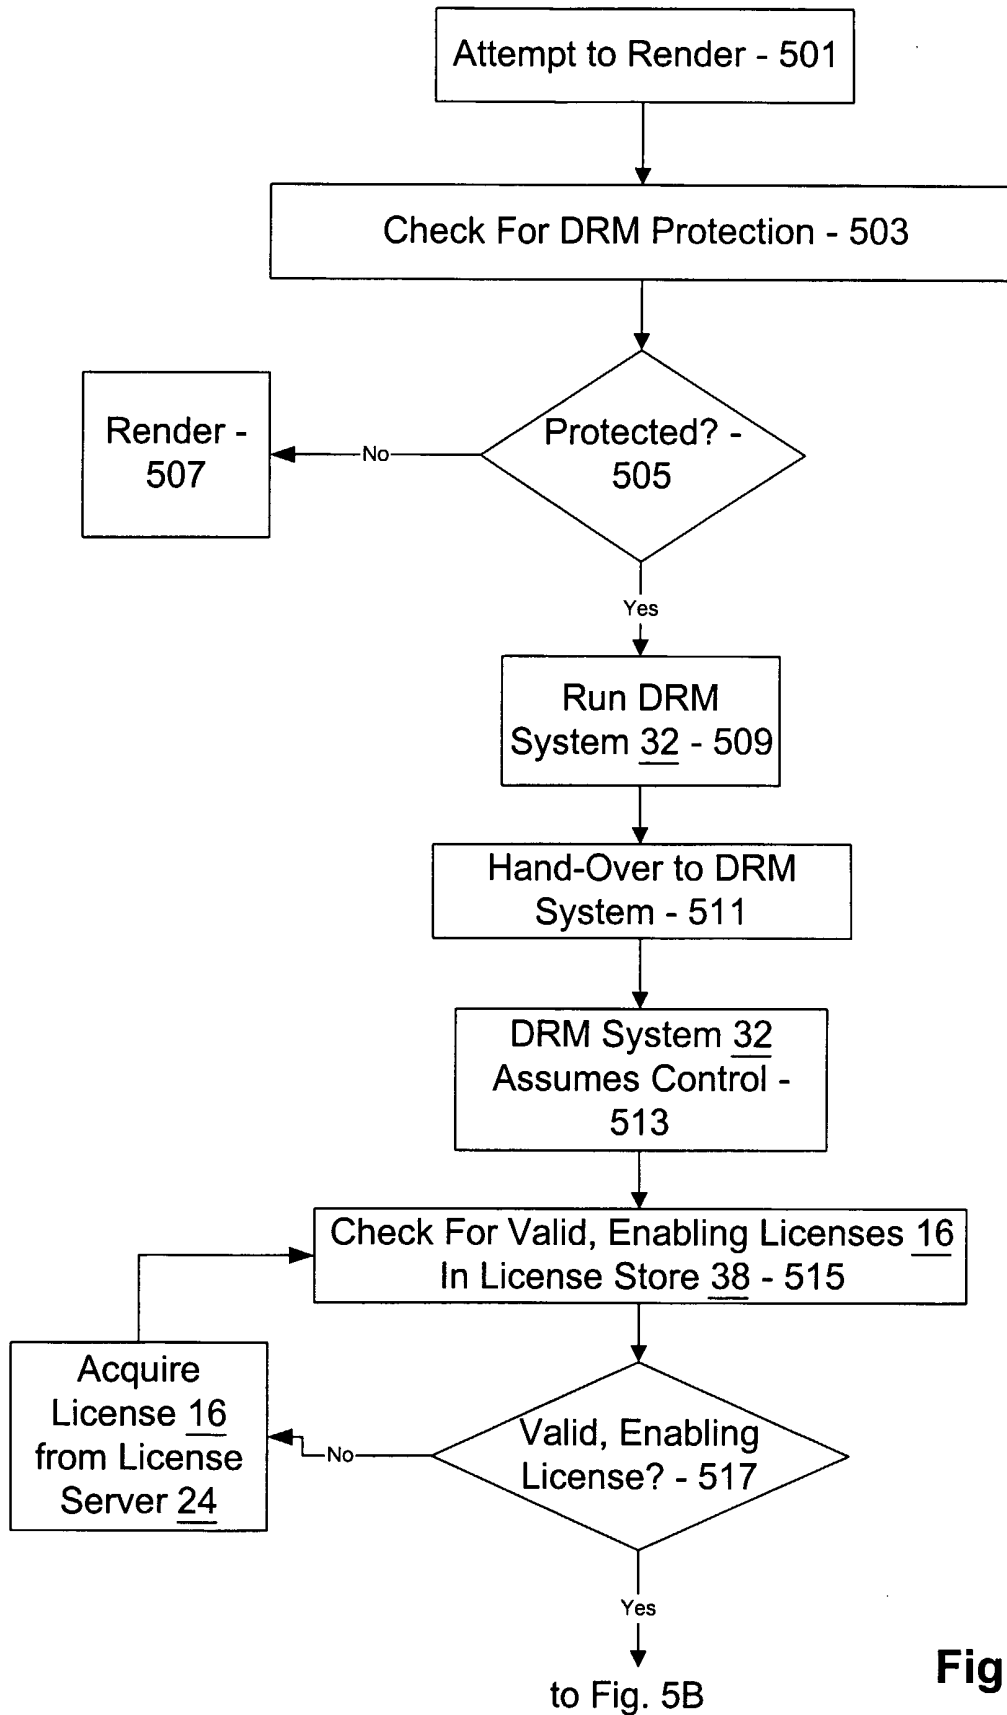 Attempt to Render - 501
Check For DRM Protection - 503
Protected? -
505
No
Render -
507
Yes
Run DRM
System 32 - 509
Hand-Over to DRM
System - 511
DRM System 32
Assumes Control -
513
Check For Valid, Enabling Licenses 16
In License Store 38 - 515
Valid, Enabling
License? - 517
No
Acquire
License 16
from License
Server 24
Yes
to Fig. 5B
Fig